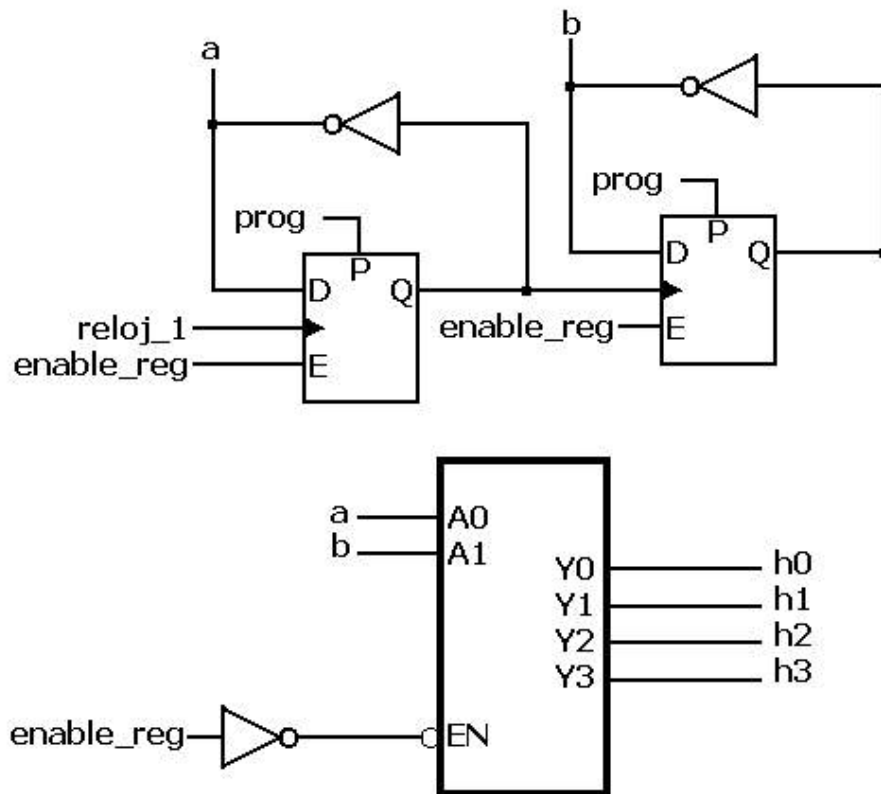 a
b
prog
prog
P
P
D
Q
D
Q
reloj_1
enable_reg
E
enable_reg
E
a
A0
b
A1
Y0
h0
Y1
h1
Y2
h2
Y3
h3
enable_reg
EN